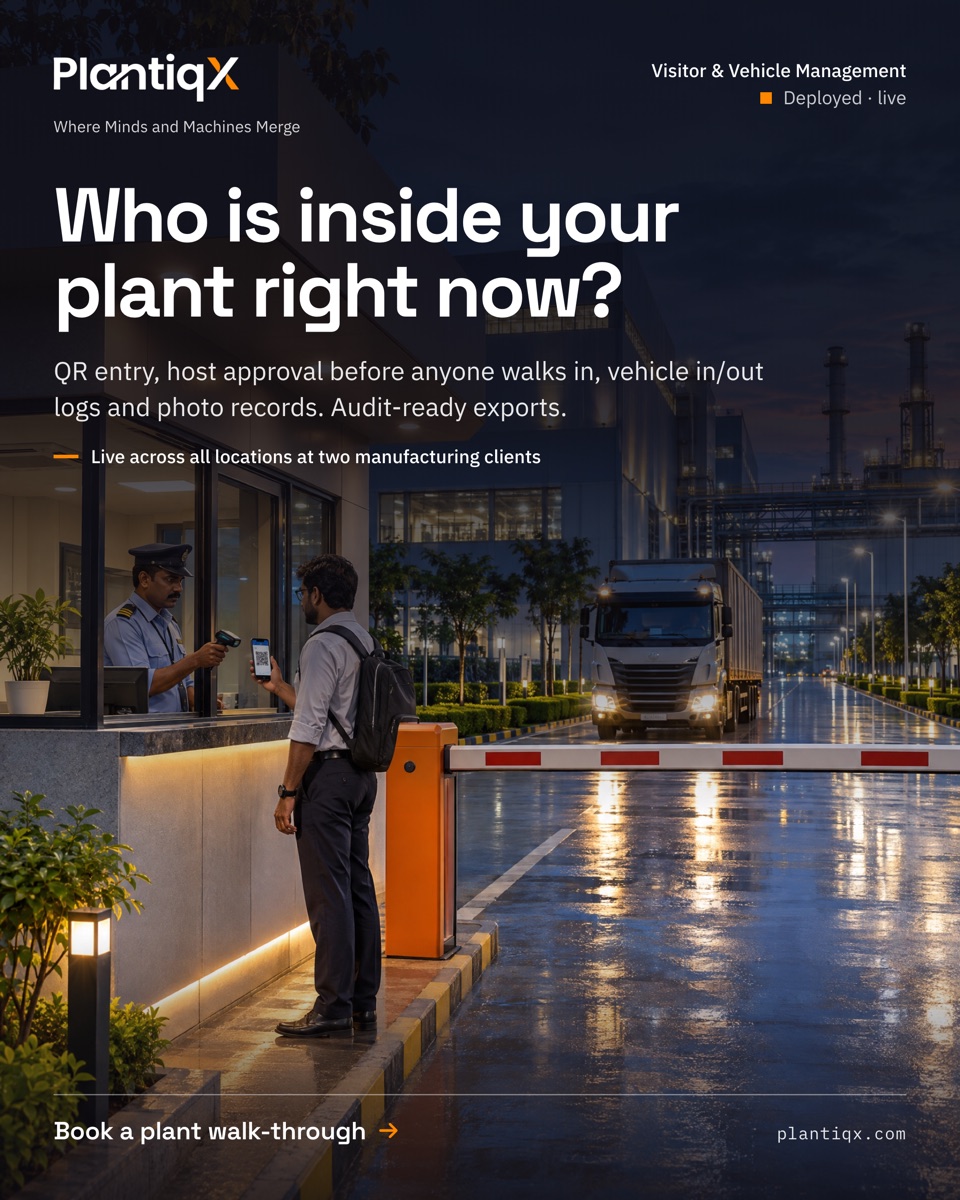 PlantiqX
Where Minds and Machines Merge
Visitor & Vehicle Management
Deployed · live
Who is inside your
plant right now?
QR entry, host approval before anyone walks in, vehicle in/out
logs and photo records. Audit-ready exports.
Live across all locations at two manufacturing clients
Book a plant walk-through →
plantiqx.com